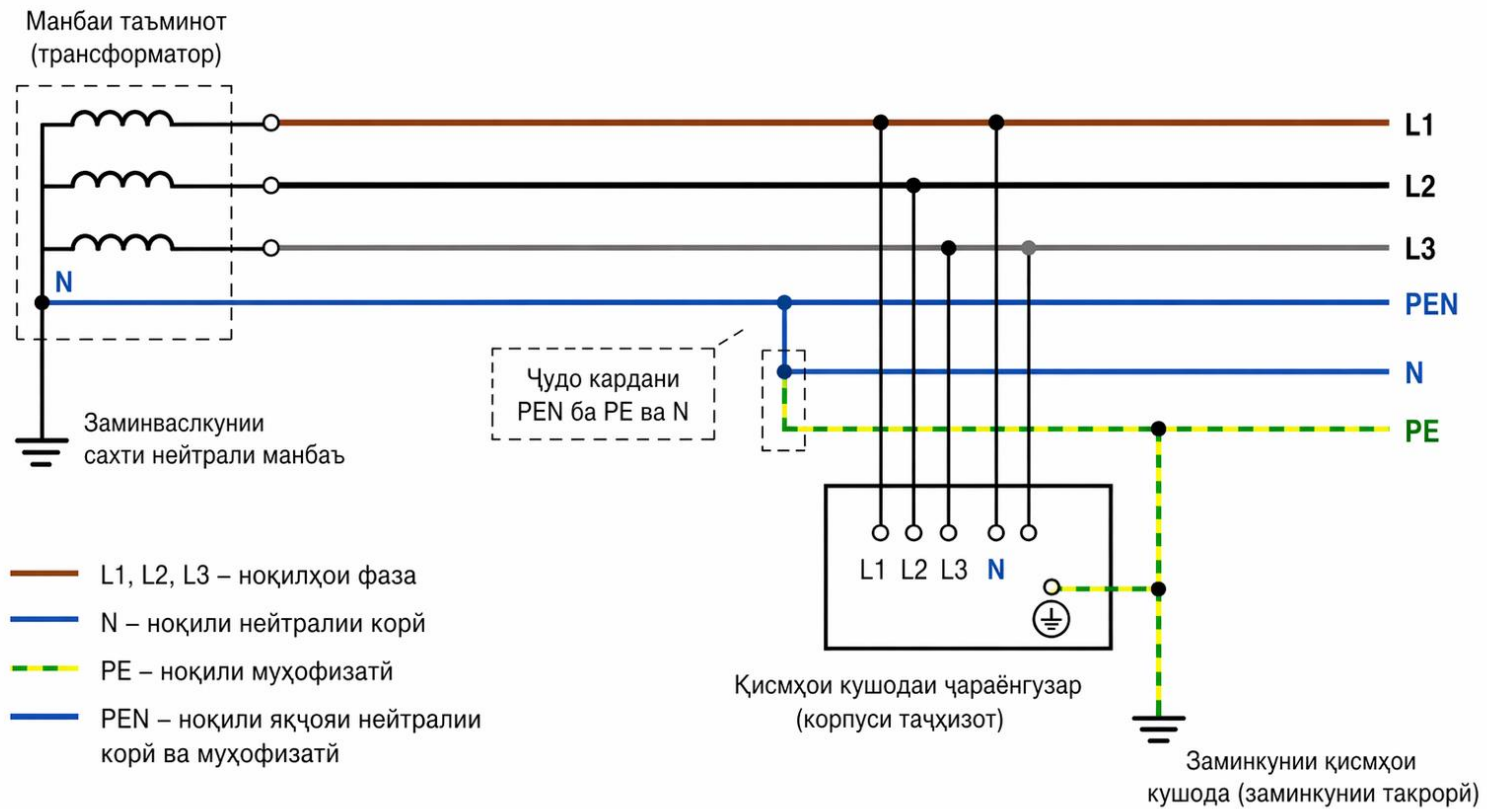 Манбаи таъминот
(трансформатор)
L1
L2
L3
N
PEN
Ҷудо кардани
PEN ба PE ва N
N
PE
Заминваслкунии
сахти нейтрали манбаъ
L1 L2 L3 N
L1, L2, L3 – ноқилҳои фаза
N – ноқили нейтралии корӣ
PE – ноқили муҳофизатӣ
PEN – ноқили якҷояи нейтралии
корӣ ва муҳофизатӣ
Қисмҳои кушодаи ҷараёнгузар
(корпуси таҷҳизот)
Заминкунии қисмҳои
кушода (заминкунии такрорӣ)